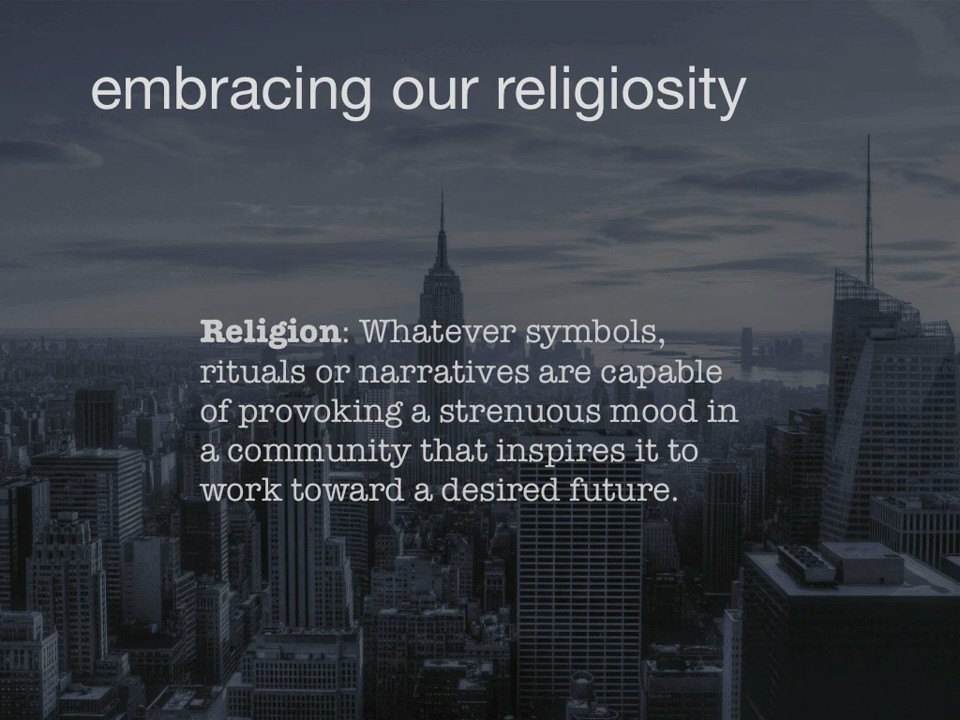 embracing our religiosity
Religion: Whatever symbols,
rituals or narratives are capable
of provoking a strenuous mood in
a community that inspires it to
work toward a desired future.